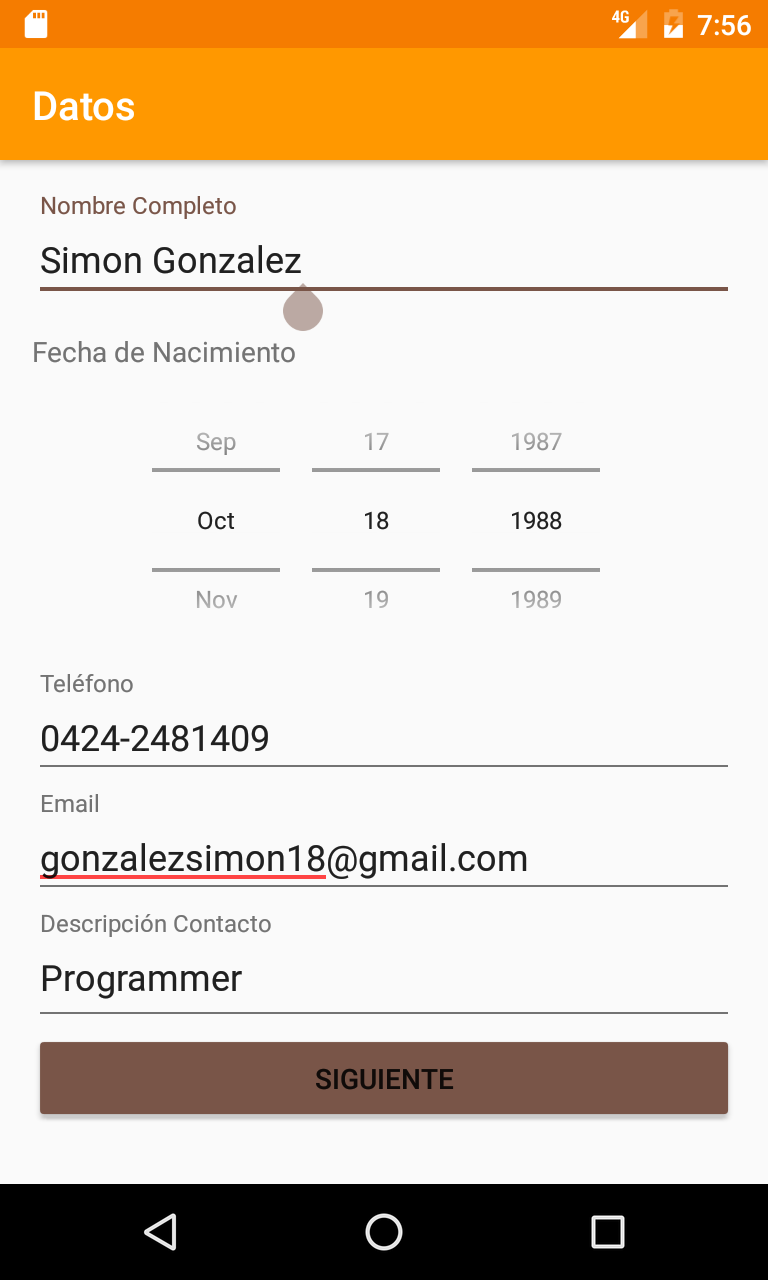 4G 7:56
Datos
Nombre Completo
Simon Gonzalez
Fecha de Nacimiento
Sep 17 1987
Oct 18 1988
Nov 19 1989
Teléfono
0424-2481409
Email
gonzalezsimon18@gmail.com
Descripción Contacto
Programmer
SIGUIENTE